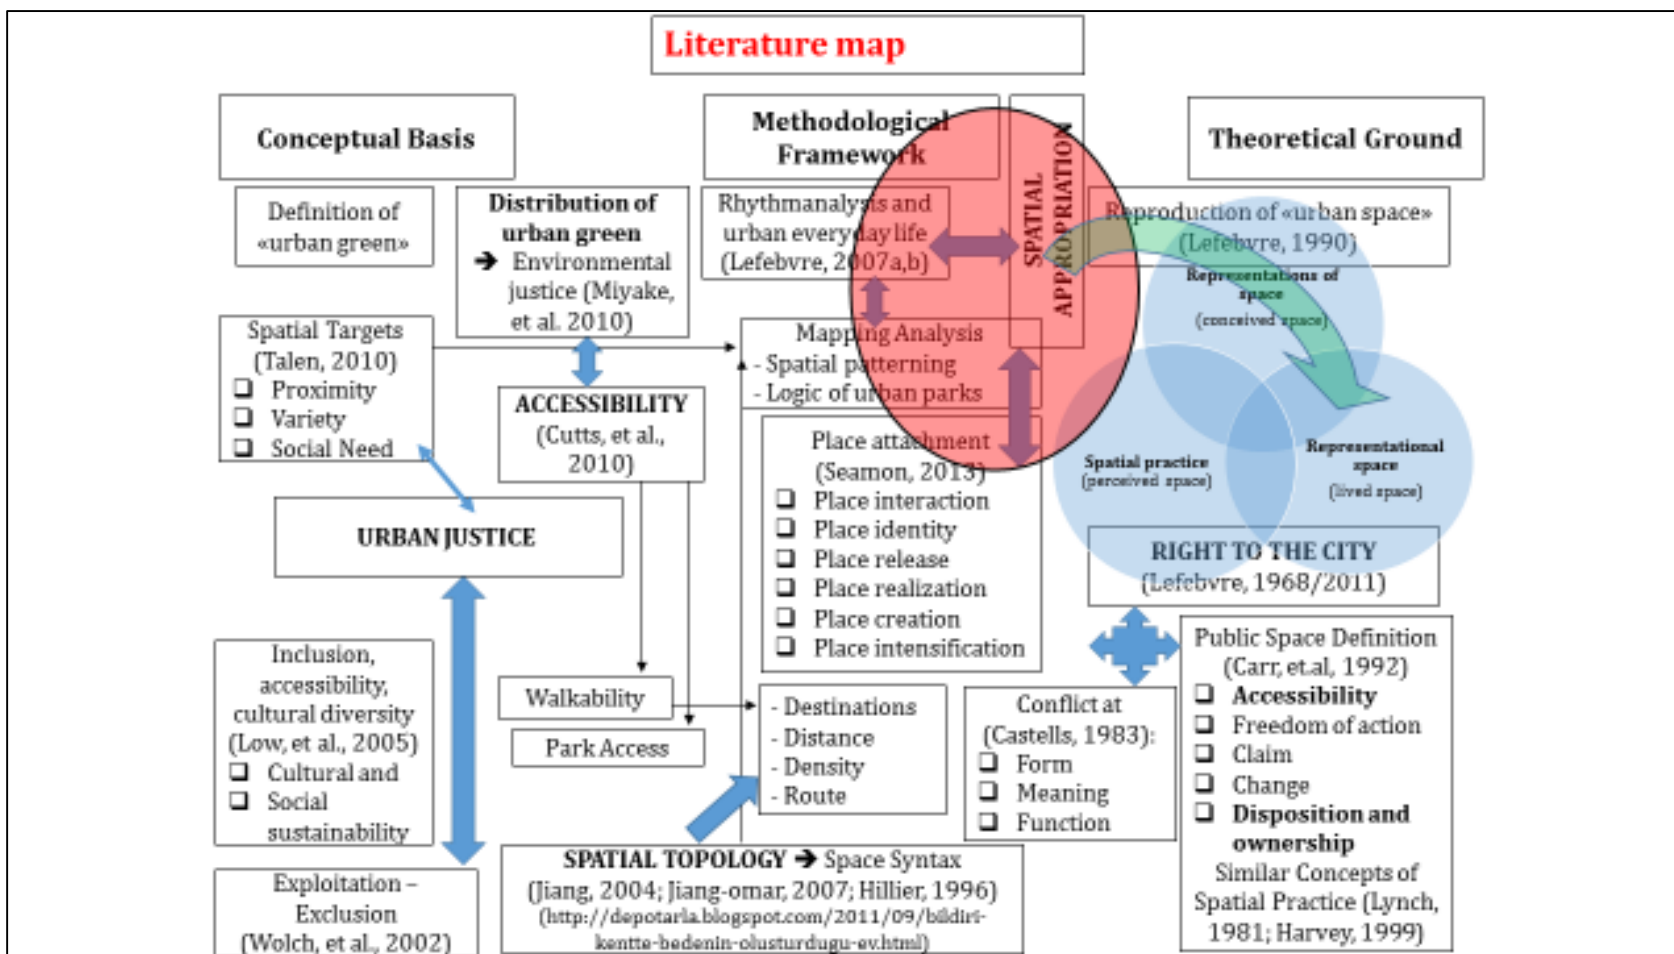 Literature map
Conceptual Basis
Methodological
Framework
SPATIAL
APPROPRIATION
Theoretical Ground
Definition of
«urban green»
Distribution of
urban green
➔ Environmental
justice (Miyake,
et al. 2010)
Rhythmanalysis and
urban everyday life
(Lefebvre, 2007a,b)
Reproduction of «urban space»
(Lefebvre, 1990)
Representations of
space
(conceived space)
Spatial practice
(perceived space)
Representational
space
(lived space)
Spatial Targets
(Talen, 2010)
❑ Proximity
❑ Variety
❑ Social Need
ACCESSIBILITY
(Cutts, et al.,
2010)
Mapping Analysis
- Spatial patterning
- Logic of urban parks
Place attachment
(Seamon, 2013)
❑ Place interaction
❑ Place identity
❑ Place release
❑ Place realization
❑ Place creation
❑ Place intensification
URBAN JUSTICE
RIGHT TO THE CITY
(Lefebvre, 1968/2011)
Inclusion,
accessibility,
cultural diversity
(Low, et al., 2005)
❑ Cultural and
❑ Social
sustainability
Walkability
Park Access
- Destinations
- Distance
- Density
- Route
Conflict at
(Castells, 1983):
❑ Form
❑ Meaning
❑ Function
Public Space Definition
(Carr, et.al, 1992)
❑ Accessibility
❑ Freedom of action
❑ Claim
❑ Change
❑ Disposition and
ownership
Similar Concepts of
Spatial Practice (Lynch,
1981; Harvey, 1999)
Exploitation –
Exclusion
(Wolch, et al., 2002)
SPATIAL TOPOLOGY ➔ Space Syntax
(Jiang, 2004; Jiang-omar, 2007; Hillier, 1996)
(http://depotarla.blogspot.com/2011/09/bildiri-
kentte-bedenin-olusturdugu-ev.html)